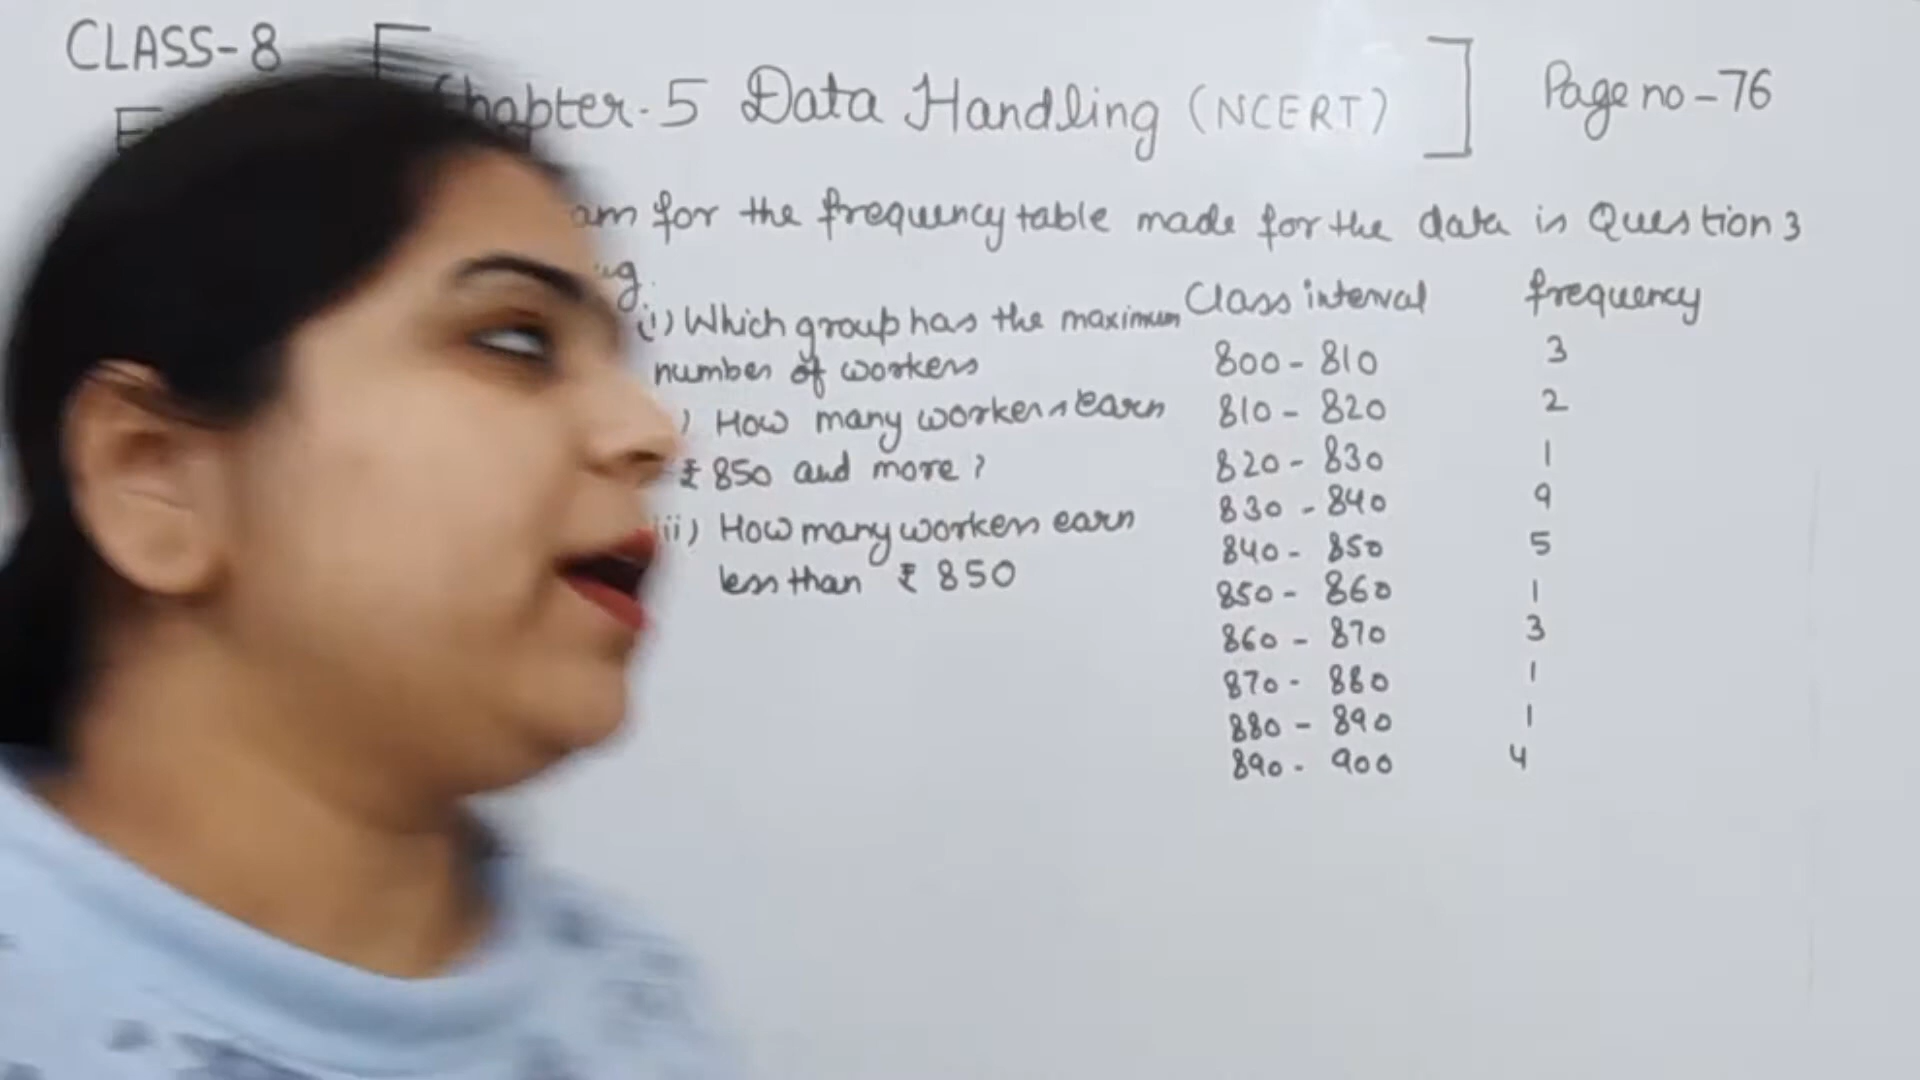 CLASS-8
Chapter-5 Data Handling (NCERT)
Page no-76
for the frequency table made for the data in Question 3
(i) Which group has the maximum
number of workers
) How many workers earn
₹ 850 and more?
ii) How many workers earn
less than ₹ 850
Class interval frequency
800 - 810 3
810 - 820 2
820 - 830 1
830 - 840 9
840 - 850 5
850 - 860 1
860 - 870 3
870 - 880 1
880 - 890 1
890 - 900 4